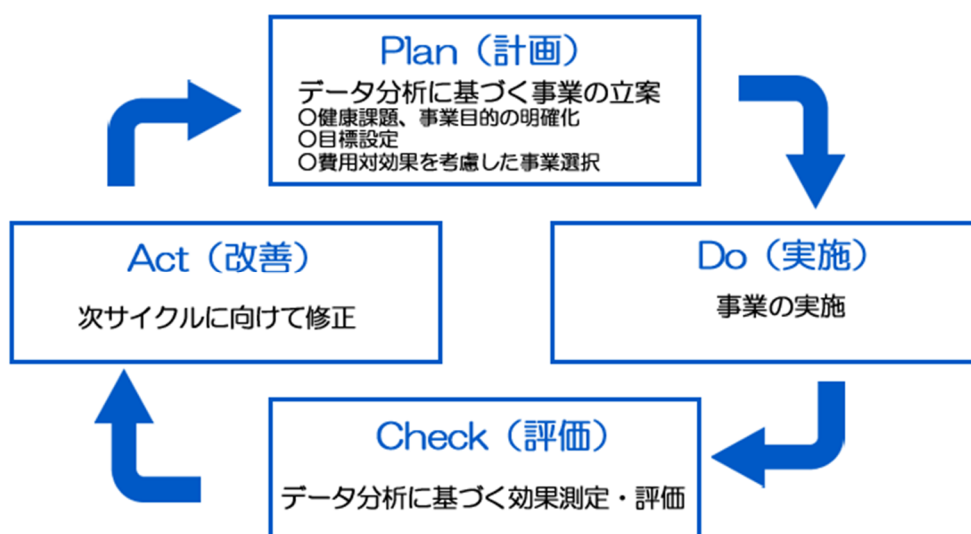 Plan（計画）
データ分析に基づく事業の立案
○健康課題、事業目的の明確化
○目標設定
○費用対効果を考慮した事業選択
Do（実施）
事業の実施
Check（評価）
データ分析に基づく効果測定・評価
Act（改善）
次サイクルに向けて修正